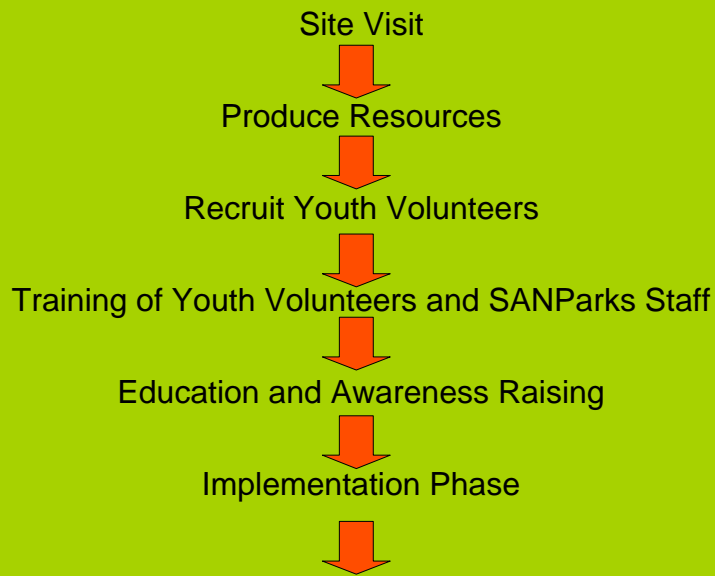 Site Visit
Produce Resources
Recruit Youth Volunteers
Training of Youth Volunteers and SANParks Staff
Education and Awareness Raising
Implementation Phase